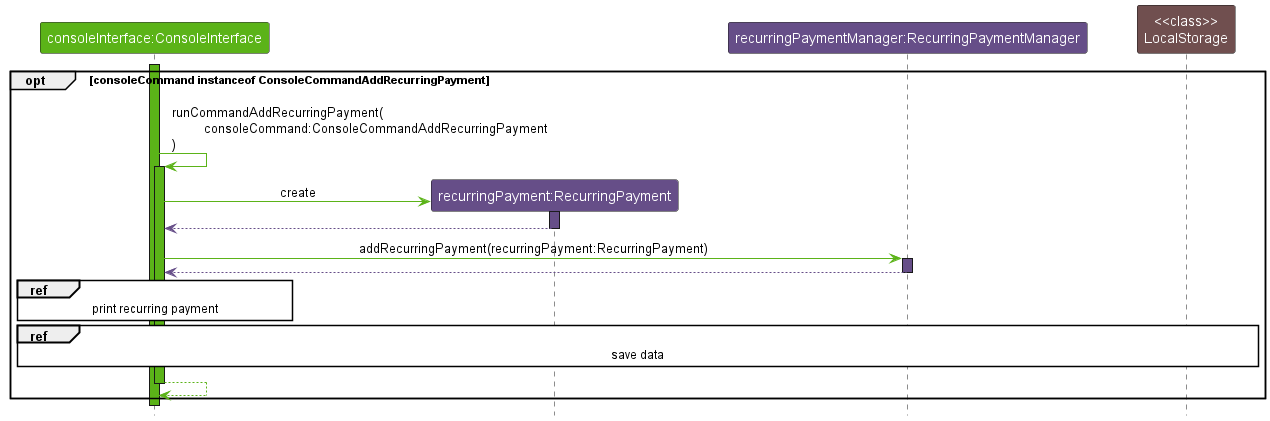 <<class>>
consoleInterface:ConsoleInterface
recurringPaymentManager:RecurringPaymentManager
LocalStorage
opt
[consoleCommand instanceof ConsoleCommandAddRecurringPayment]
runCommandAddRecurringPayment(
consoleCommand:ConsoleCommandAddRecurringPayment
)
create
recurringPayment:RecurringPayment
addRecurringPayment(recurringPayment:RecurringPayment)
ref
print recurring payment
ref
save data